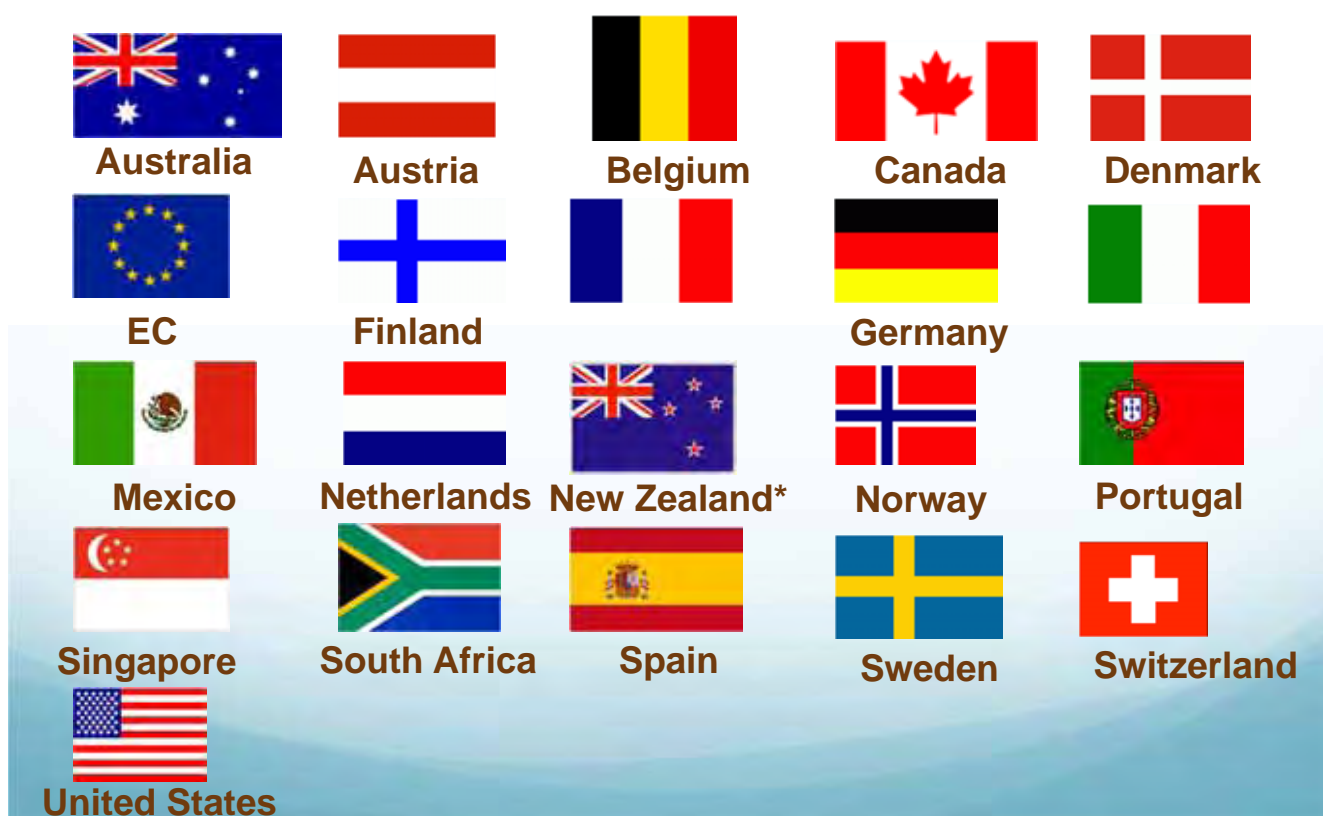 Australia
Austria
Belgium
Canada
Denmark
EC
Finland
Germany
Mexico
Netherlands
New Zealand*
Norway
Portugal
Singapore
South Africa
Spain
Sweden
Switzerland
United States